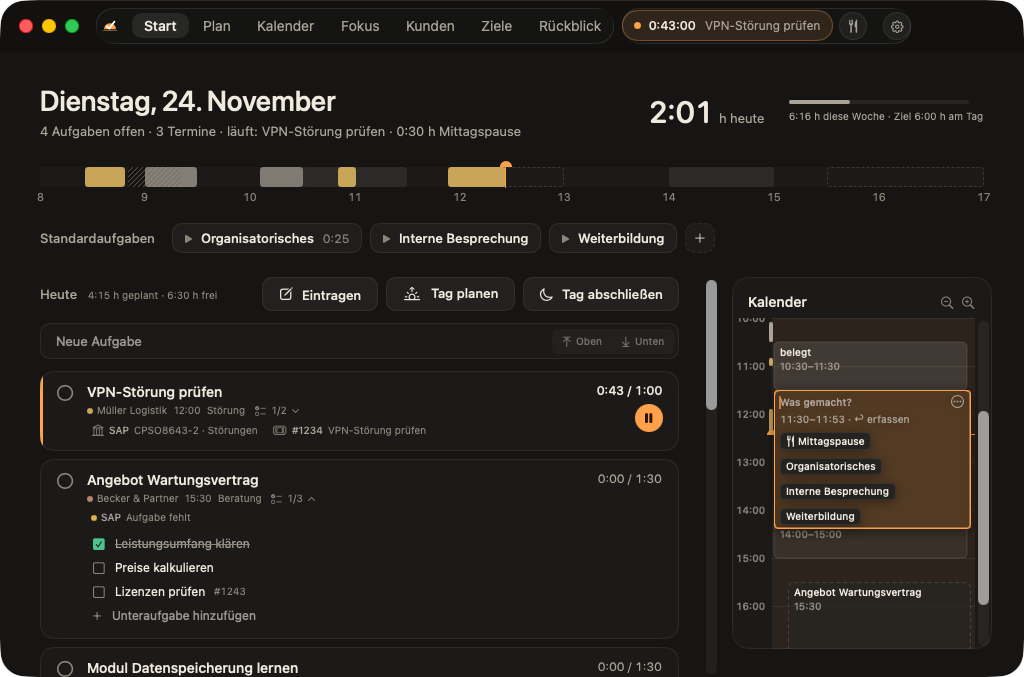 Start Plan Kalender Fokus Kunden Ziele Rückblick 0:43:00 VPN-Störung prüfen
Dienstag, 24. November
4 Aufgaben offen · 3 Termine · läuft: VPN-Störung prüfen · 0:30 h Mittagspause
2:01 h heute
6:16 h diese Woche · Ziel 6:00 h am Tag
8 9 10 11 12 13 14 15 16 17
Standardaufgaben Organisatorisches 0:25 Interne Besprechung Weiterbildung +
Heute 4:15 h geplant · 6:30 h frei Eintragen Tag planen Tag abschließen
Neue Aufgabe Oben Unten
VPN-Störung prüfen 0:43 / 1:00
Müller Logistik 12:00 Störung 1/2
SAP CPSO8643-2 · Störungen #1234 VPN-Störung prüfen
Angebot Wartungsvertrag 0:00 / 1:30
Becker & Partner 15:30 Beratung 1/3
SAP Aufgabe fehlt
Leistungsumfang klären
Preise kalkulieren
Lizenzen prüfen #1243
+ Unteraufgabe hinzufügen
Modul Datenspeicherung lernen 0:00 / 1:30
Kalender
10:00
belegt
11:00 10:30–11:30
Was gemacht?
12:00 11:30–11:53 · ↩ erfassen
Mittagspause
13:00 Organisatorisches
Interne Besprechung
14:00 Weiterbildung
14:00–15:00
15:00
Angebot Wartungsvertrag
16:00 15:30